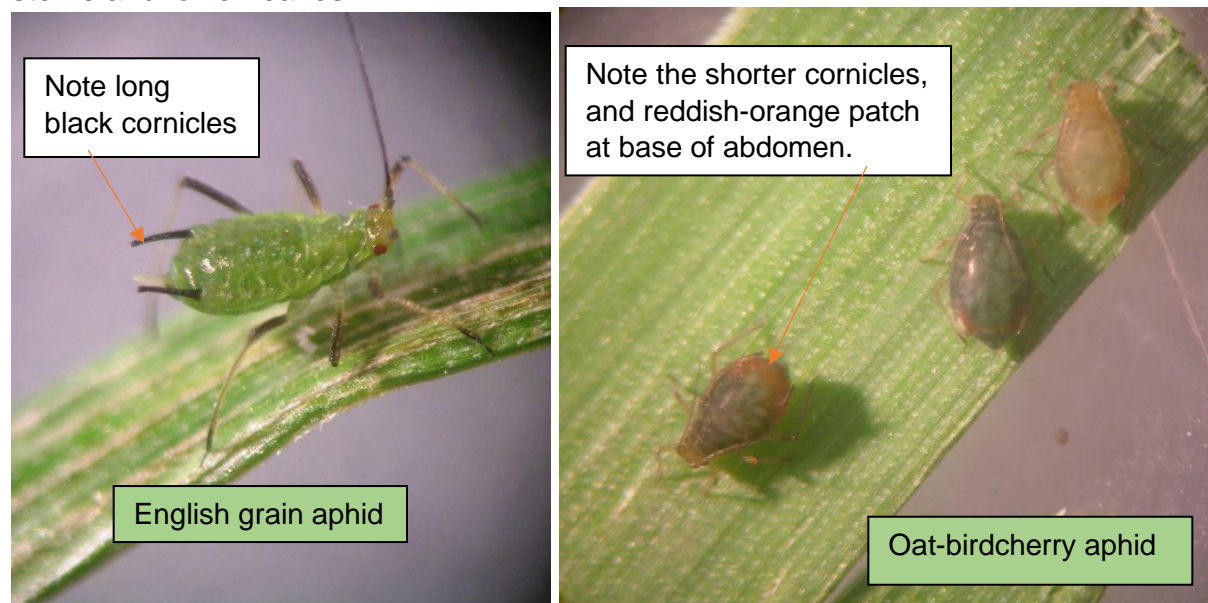 Note long
black cornicles
Note the shorter cornicles,
and reddish-orange patch
at base of abdomen.
English grain aphid
Oat-birdcherry aphid